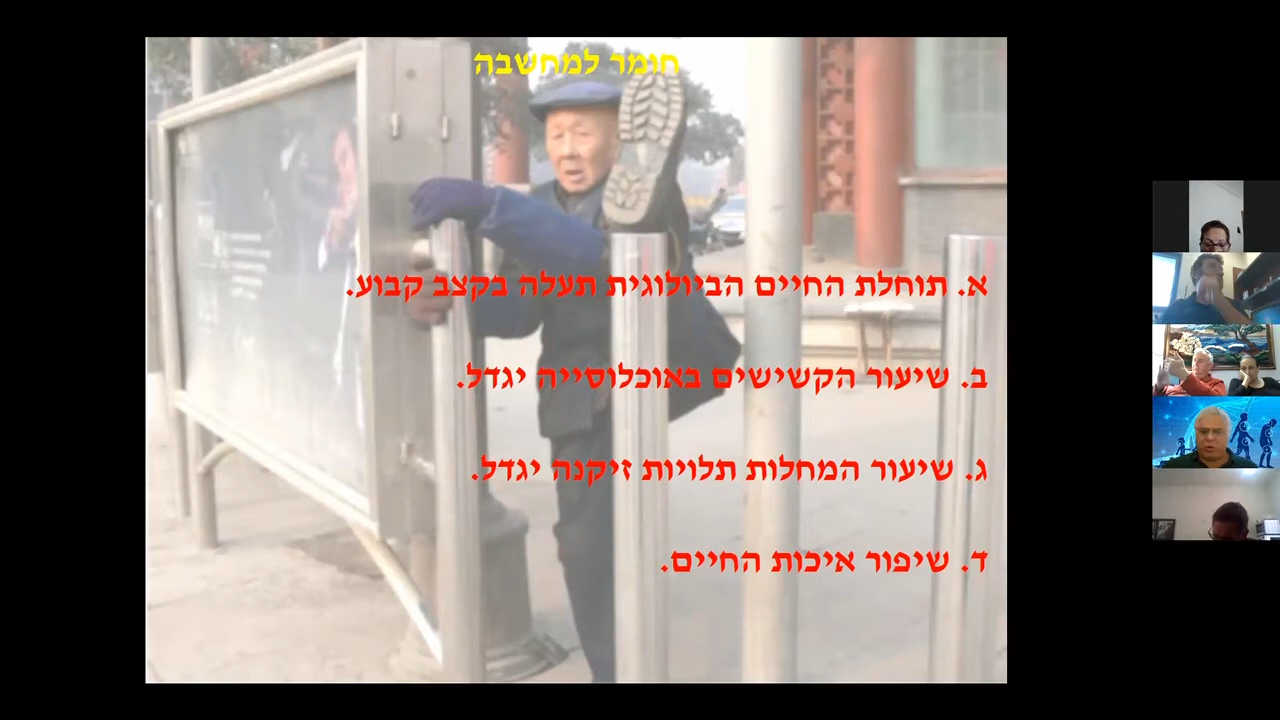 חומר למחשבה
א. תוחלת החיים הביולוגית תעלה בקצב קבוע.
ב. שיעור הקשישים באוכלוסייה יגדל.
ג. שיעור המחלות תלויות זיקנה יגדל.
ד. שיפור איכות החיים.